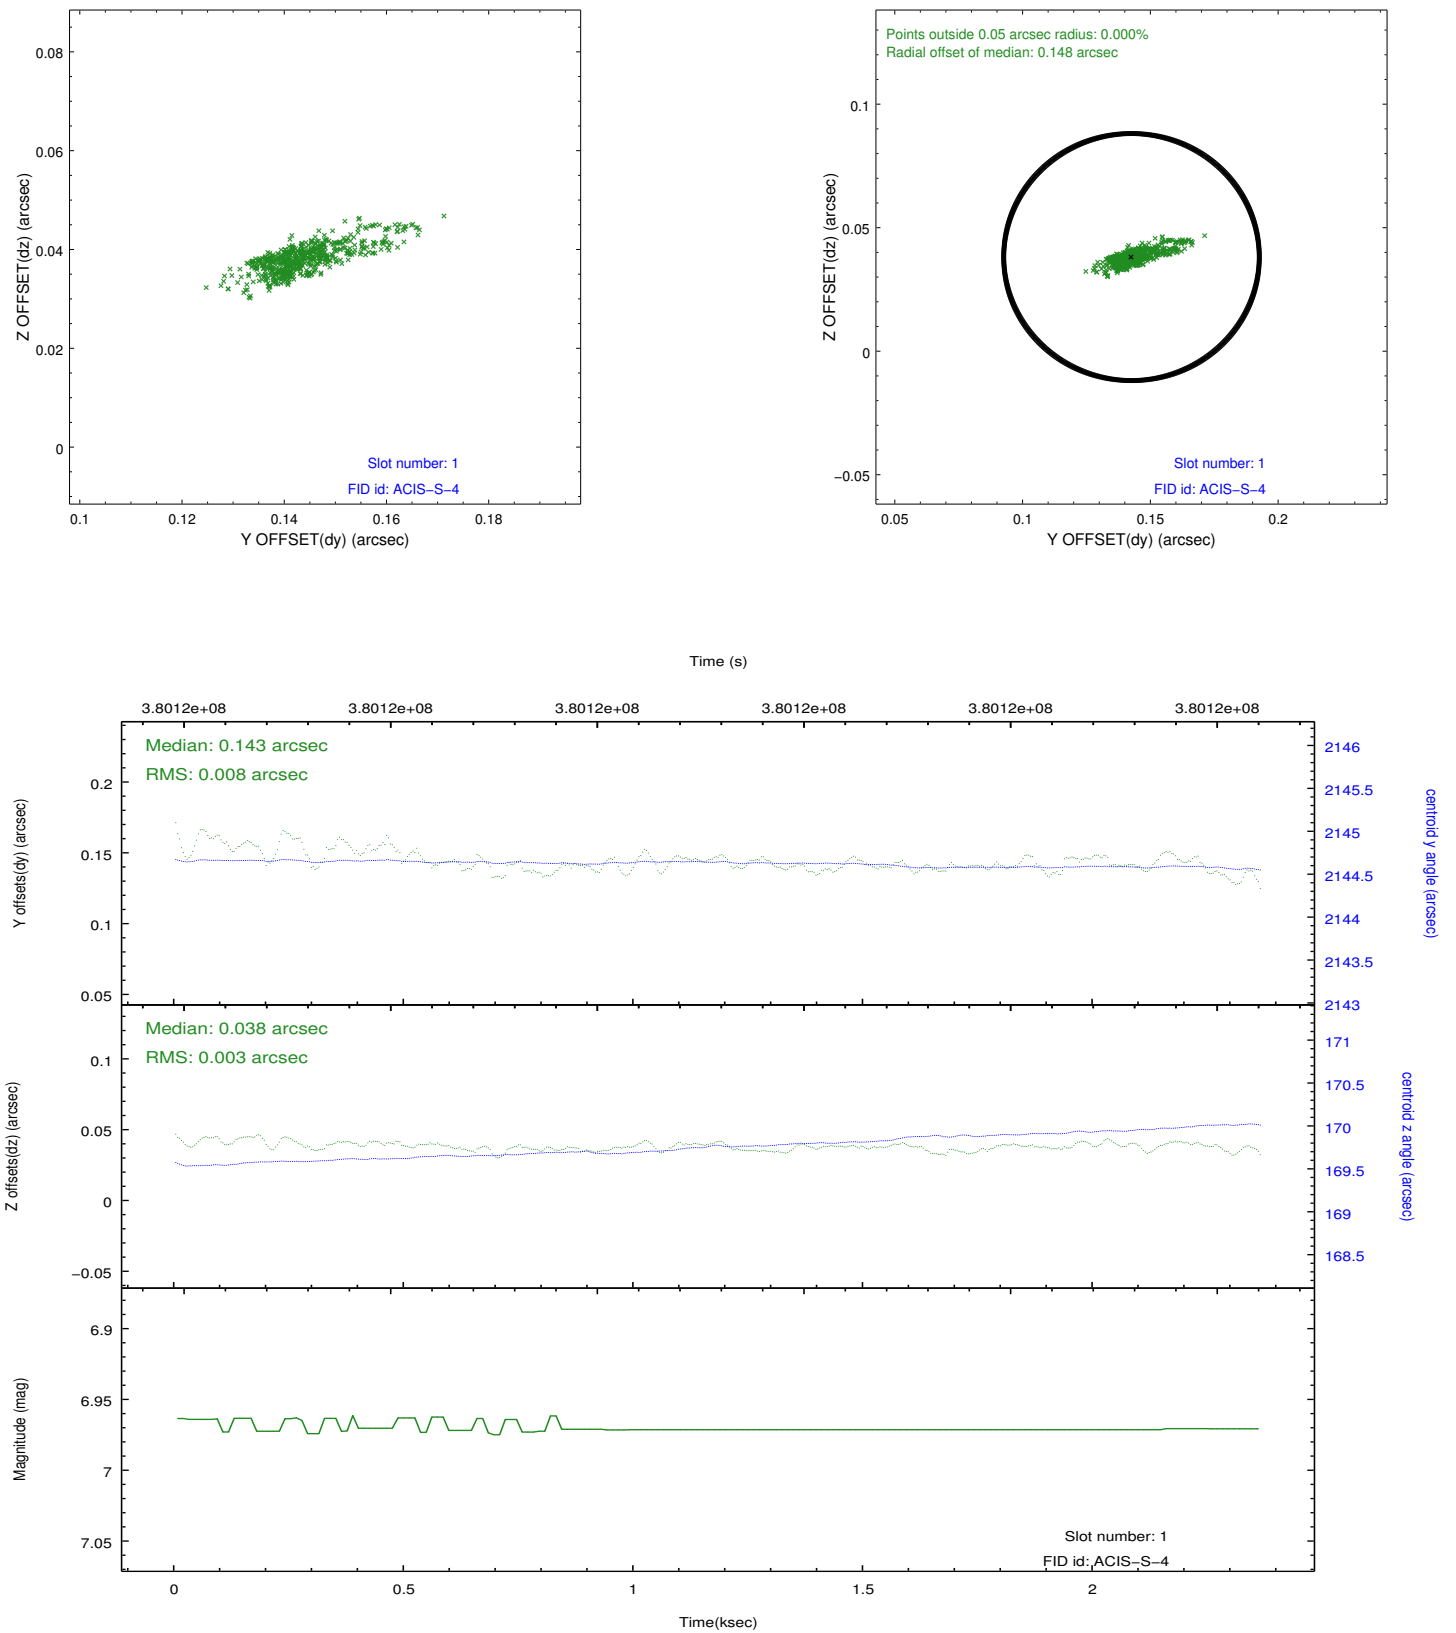 0.08
0.06
0.04
0.02
0
Z OFFSET(dz) (arcsec)
Slot number: 1
FID id: ACIS−S−4
0.1 0.12 0.14 0.16 0.18
Y OFFSET(dy) (arcsec)
Points outside 0.05 arcsec radius: 0.000%
Radial offset of median: 0.148 arcsec
0.1
0.05
0
−0.05
Z OFFSET(dz) (arcsec)
Slot number: 1
FID id: ACIS−S−4
0.05 0.1 0.15 0.2
Y OFFSET(dy) (arcsec)
Time (s)
3.8012e+08 3.8012e+08 3.8012e+08 3.8012e+08 3.8012e+08 3.8012e+08
Median: 0.143 arcsec
RMS: 0.008 arcsec
0.2
0.15
0.1
0.05
Y offsets(dy) (arcsec)
2146
2145.5
2145
2144.5
2144
2143.5
2143
centroid y angle (arcsec)
Median: 0.038 arcsec
RMS: 0.003 arcsec
0.1
0.05
0
−0.05
Z offsets(dz) (arcsec)
171
170.5
170
169.5
169
168.5
centroid z angle (arcsec)
6.9
6.95
7
7.05
Magnitude (mag)
Slot number: 1
FID id: ACIS−S−4
0 0.5 1 1.5 2
Time(ksec)